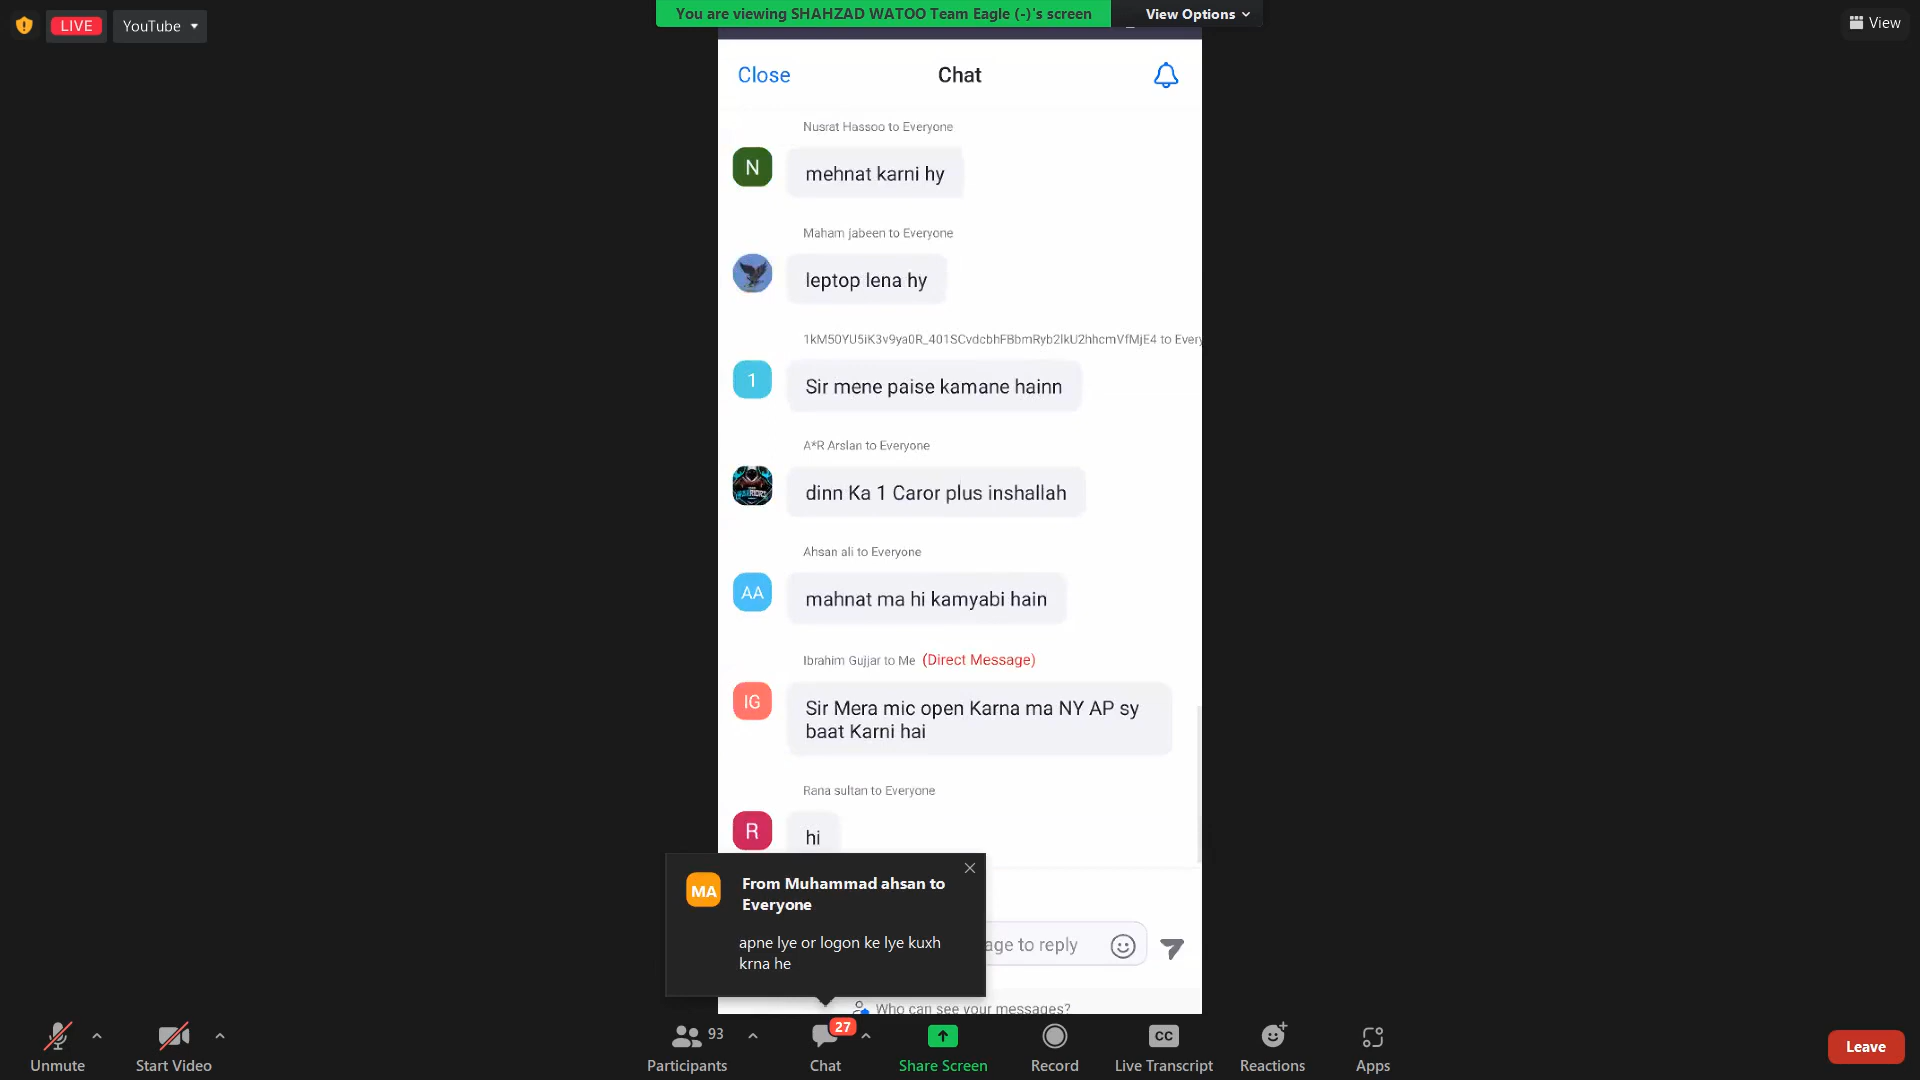 LIVE
YouTube
You are viewing SHAHZAD WATOO Team Eagle (-)'s screen
View Options
View
Close
Chat
Nusrat Hassoo to Everyone
N
mehnat karni hy
Maham jabeen to Everyone
leptop lena hy
1kM50YU5iK3v9ya0R_401SCvdcbhFBbmRyb2lkU2hhcmVfMjE4 to Every
1
Sir mene paise kamane hainn
A*R Arslan to Everyone
dinn Ka 1 Caror plus inshallah
Ahsan ali to Everyone
AA
mahnat ma hi kamyabi hain
Ibrahim Gujjar to Me (Direct Message)
IG
Sir Mera mic open Karna ma NY AP sy
baat Karni hai
Rana sultan to Everyone
R
hi
MA
From Muhammad ahsan to
Everyone
apne lye or logon ke lye kuxh
krna he
age to reply
Who can see your messages?
Unmute
Start Video
93
Participants
27
Chat
Share Screen
Record
CC
Live Transcript
Reactions
Apps
Leave